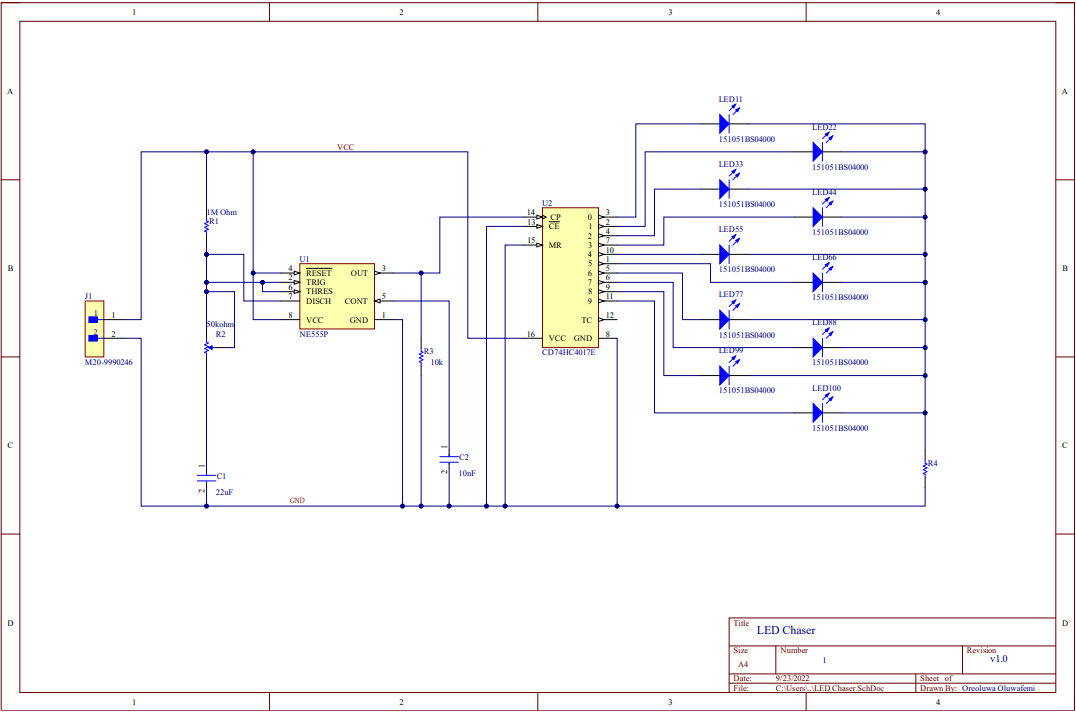 1 2 3 4
A A
LED11
151051BS04000
LED22
151051BS04000
VCC
LED33
151051BS04000
LED44
151051BS04000
1M Ohm
R1
U2
14 CP 0 3
13 CE 1 2
2 4
15 MR 3 7
4 10
5 1
6 5
7 6
8 9
9 11
TC 12
16 VCC GND 8
CD74HC4017E
LED55
151051BS04000
LED66
151051BS04000
B B
U1
4 RESET OUT 3
2 TRIG
6 THRES
7 DISCH CONT 5
8 VCC GND 1
NE555P
J1
1 1
2 2
M20-9990246
50kohm
R2
LED77
151051BS04000
LED88
151051BS04000
R3
10k
LED99
151051BS04000
LED100
151051BS04000
C C
1
C1
2
22uF
1
C2
2
10nF
R4
GND
D D
Title
LED Chaser
Size Number Revision
A4 1 v1.0
Date: 9/23/2022 Sheet of
File: C:\Users\..\LED Chaser.SchDoc Drawn By: Oreoluwa Oluwafemi
1 2 3 4